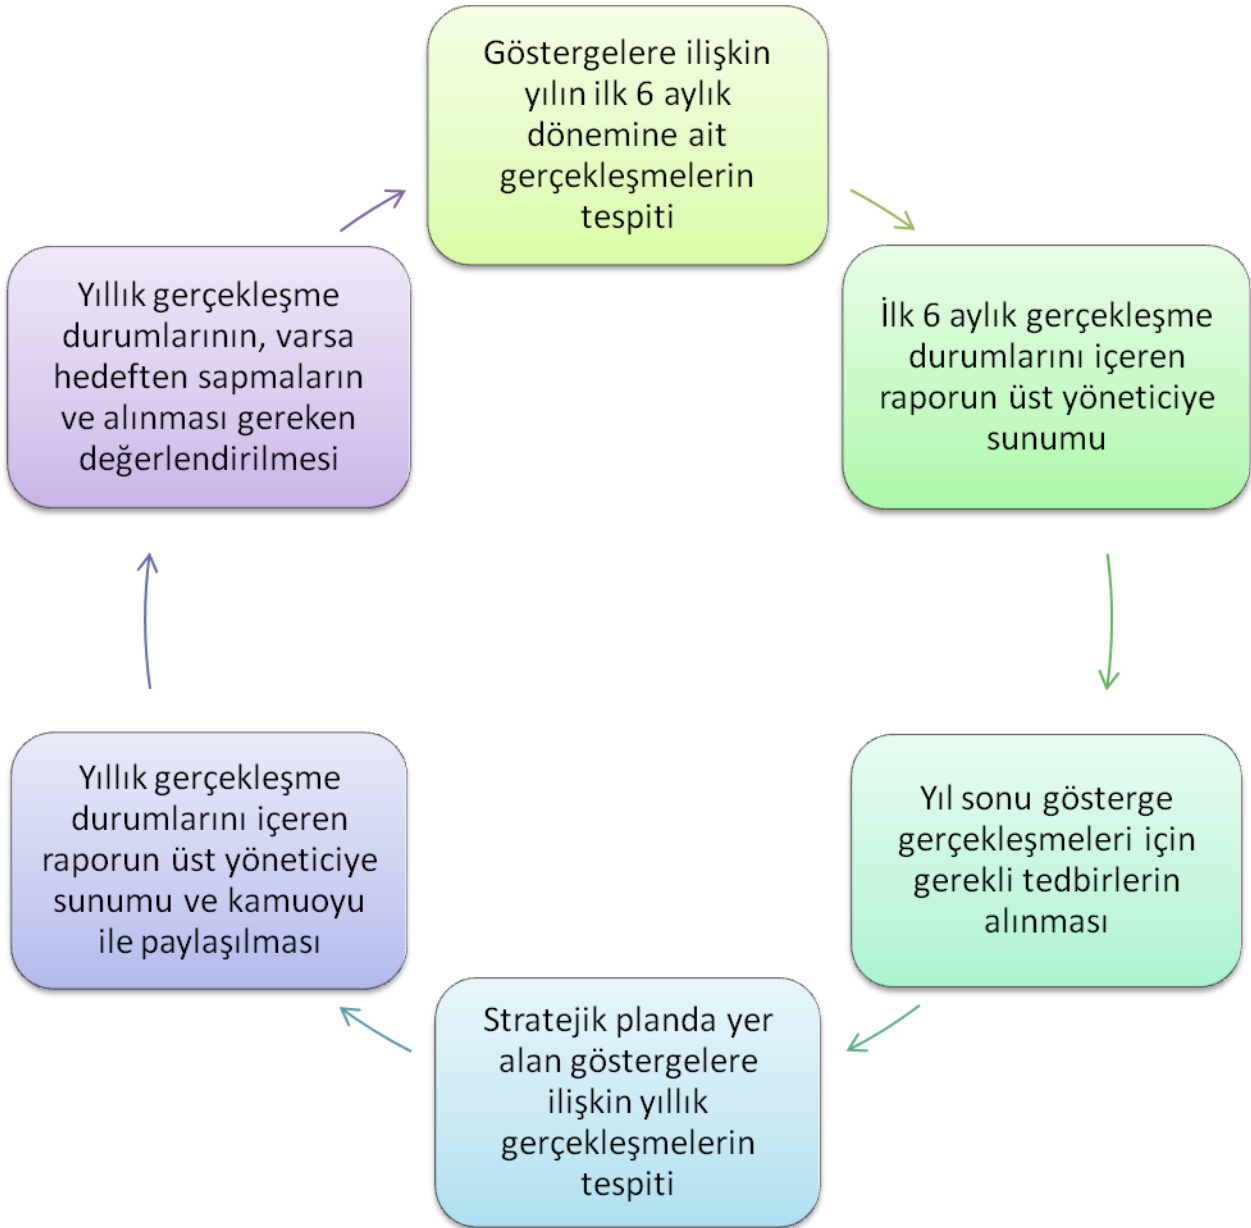 Göstergelere ilişkin
yılın ilk 6 aylık
dönemine ait
gerçekleşmelerin
tespiti
İlk 6 aylık gerçekleşme
durumlarını içeren
raporun üst yöneticiye
sunumu
Yıl sonu gösterge
gerçekleşmeleri için
gerekli tedbirlerin
alınması
Stratejik planda yer
alan göstergelere
ilişkin yıllık
gerçekleşmelerin
tespiti
Yıllık gerçekleşme
durumlarını içeren
raporun üst yöneticiye
sunumu ve kamuoyu
ile paylaşılması
Yıllık gerçekleşme
durumlarının, varsa
hedeften sapmaların
ve alınması gereken
değerlendirilmesi